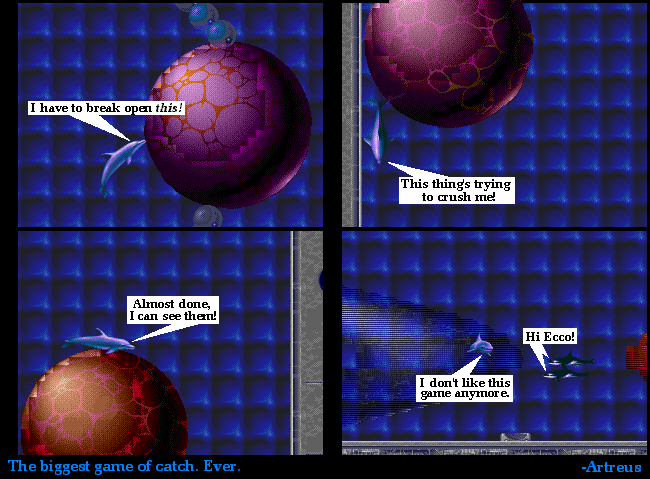 I have to break open this!
This thing's trying
to crush me!
Almost done,
I can see them!
Hi Ecco!
I don't like this
game anymore.
The biggest game of catch. Ever.
-Artreus